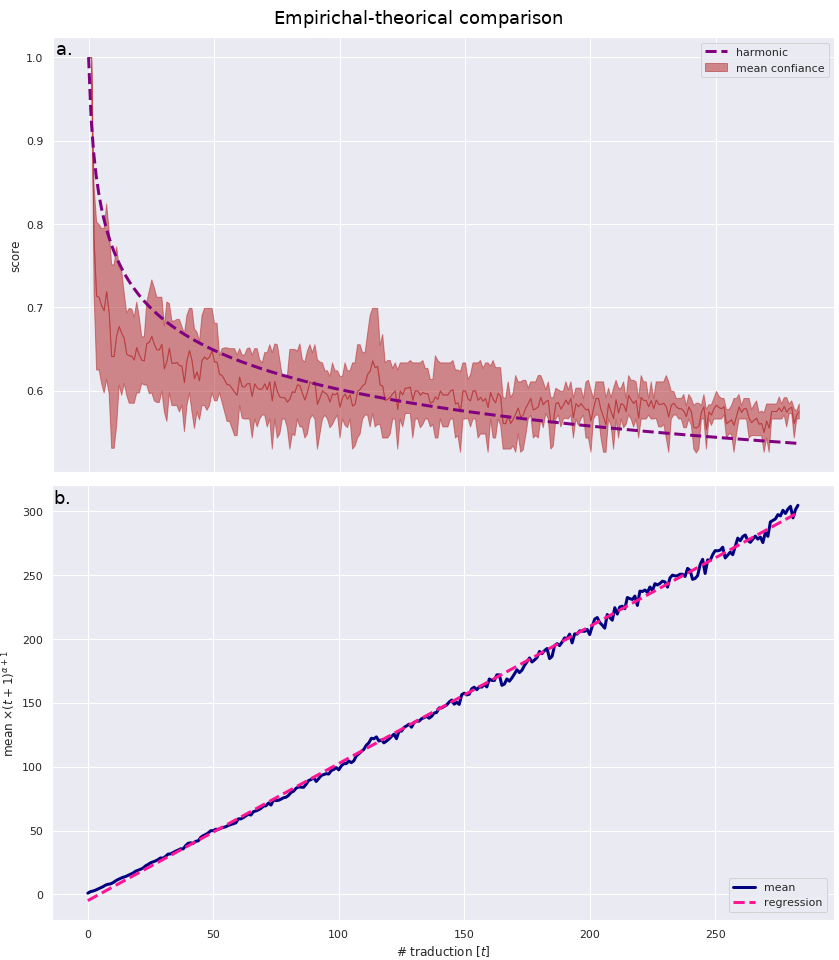 Empirichal-theorical comparison
a.
harmonic
mean confiance
1.0
0.9
0.8
0.7
0.6
score
b.
300
250
200
150
100
50
0
mean ×(t + 1)^{α+1}
mean
regression
0 50 100 150 200 250
# traduction [t]